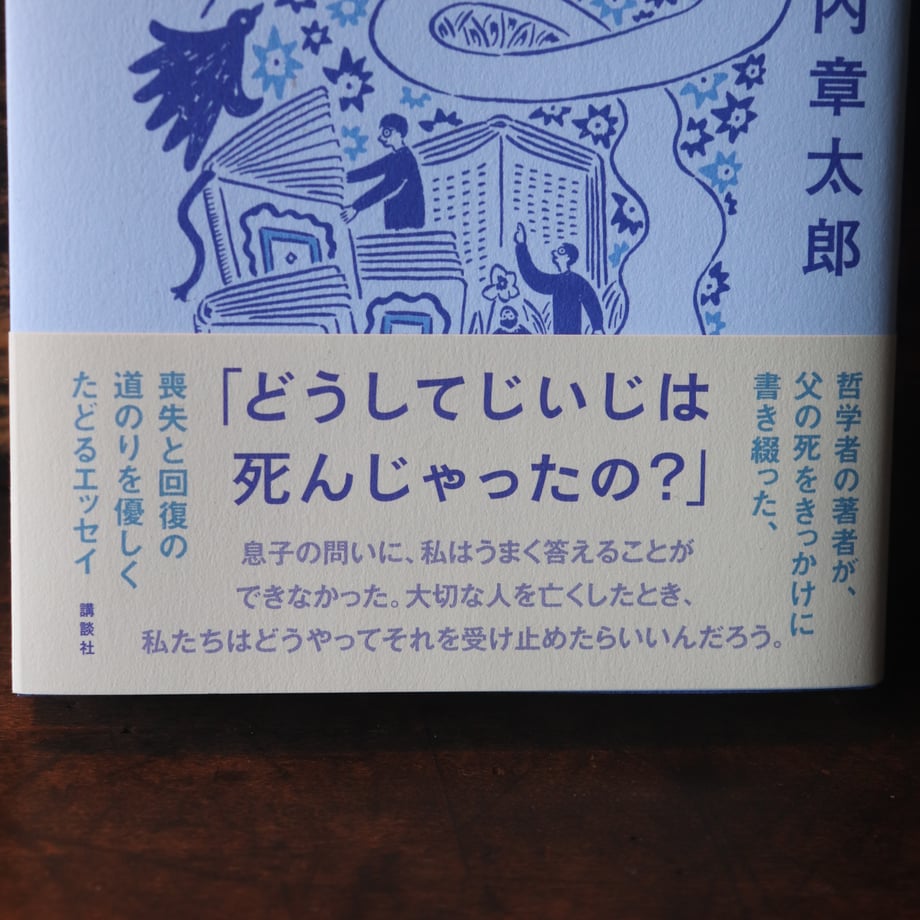 内章太郎
哲学者の著者が、
父の死をきっかけに
書き綴った、
「どうしてじいじは
死んじゃったの？」
息子の問いに、私はうまく答えることが
できなかった。大切な人を亡くしたとき、
私たちはどうやってそれを受け止めたらいいんだろう。
喪失と回復の
道のりを優しく
たどるエッセイ
講談社